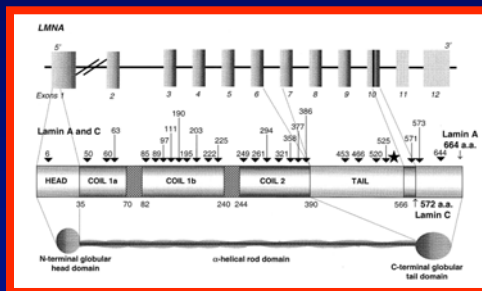 LMNA
5' 3'
Exons 1 2 3 4 5 6 7 8 9 10 11 12
190 386
111 294 377
Lamin A and C 63 97 203 358 573 Lamin A
6 50 60 85 89 195 222 225 249 261 321 453 466 520 525 571 644 664 a.a.
HEAD COIL 1a COIL 1b COIL 2 TAIL
35 70 82 240 244 390 566 572 a.a.
Lamin C
N-terminal globular α-helical rod domain C-terminal globular
head domain tail domain